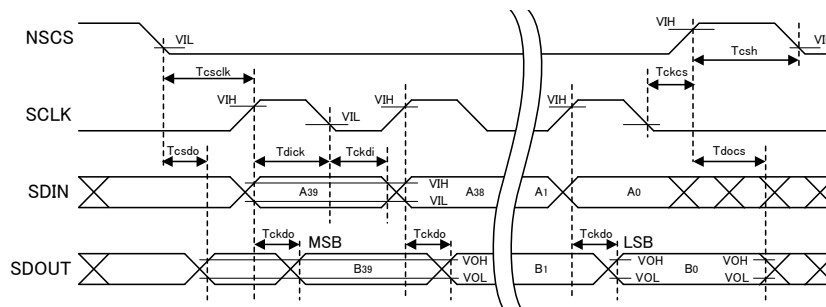 NSCS VIL VIH Tcsh VI
Tcsclk Tckcs
SCLK VIH VIL VIH VIH
Tcsdo Tdick Tckdi Tdocs
SDIN A39 VIH VIL A38 A1 A0
Tckdo MSB Tckdo Tckdo LSB
SDOUT B39 VOH VOL B1 VOH VOL B0 VOH VOL